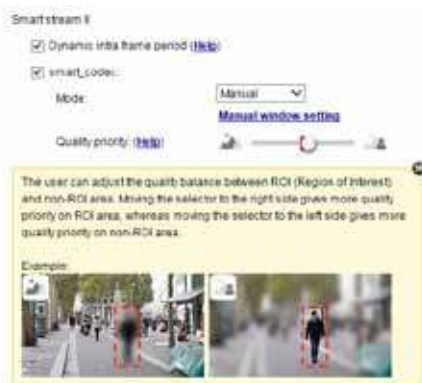 Smart stream II
Dynamic intra frame period (Help)
smart_codec:
Mode: Manual
Manual window setting
Quality priority: (Help)
The user can adjust the quality balance between ROI (Region of Interest)
and non-ROI area. Moving the selector to the right side gives more quality
priority on ROI area, whereas moving the selector to the left side gives more
quality priority on non-ROI area.
Example: